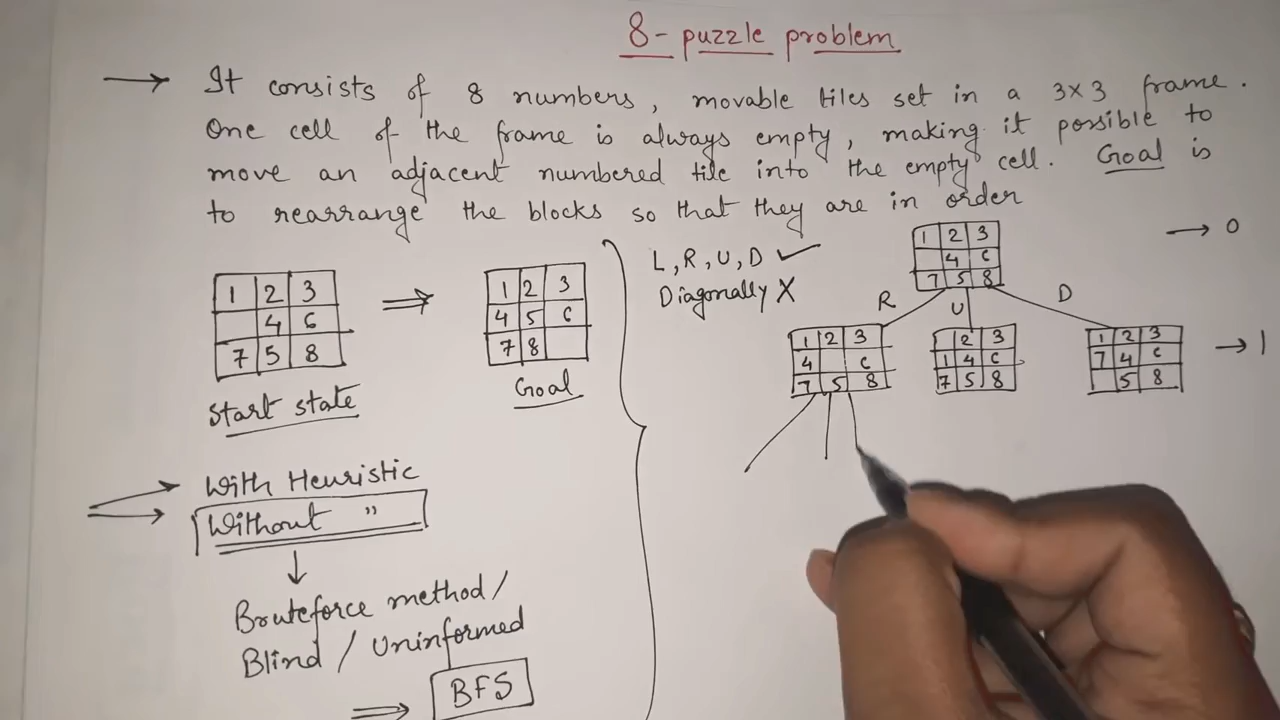 8- puzzle problem
→ It consists of 8 numbers, movable tiles set in a 3×3 frame.
One cell of the frame is always empty, making it possible to
move an adjacent numbered tile into the empty cell. Goal is
to rearrange the blocks so that they are in order
1 2 3
4 6
7 5 8
Start state
⇒
1 2 3
4 5 6
7 8
Goal
L, R, U, D ✓
Diagonally X
1 2 3
4 6
7 5 8
→ 0
R U D
1 2 3
4 6
7 5 8
2 3
1 4 6
7 5 8
1 2 3
7 4 6
5 8
→ 1
With Heuristic
Without "
↓
Bruteforce method/
Blind / Uninformed
⇒ BFS